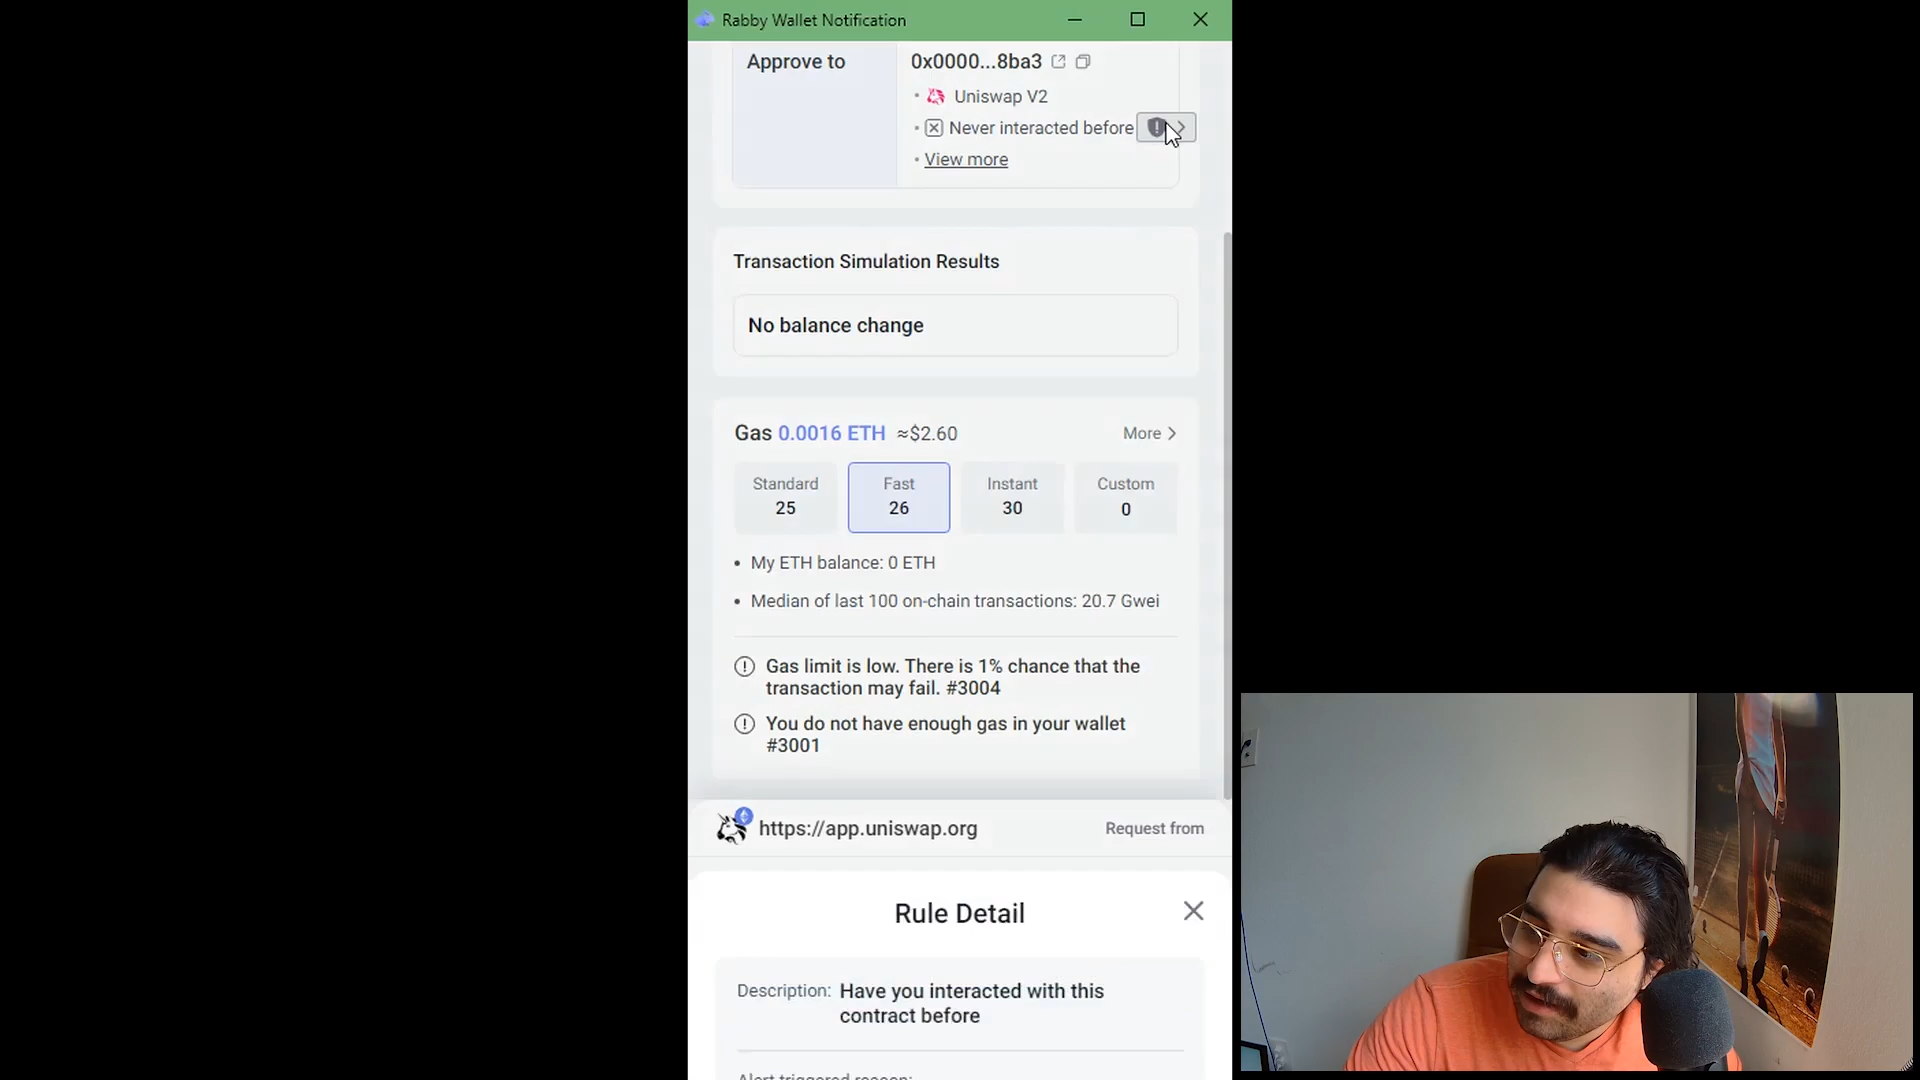 Rabby Wallet Notification
Approve to
0x0000...8ba3
Uniswap V2
Never interacted before
View more
Transaction Simulation Results
No balance change
Gas 0.0016 ETH ≈$2.60
More
Standard
25
Fast
26
Instant
30
Custom
0
My ETH balance: 0 ETH
Median of last 100 on-chain transactions: 20.7 Gwei
Gas limit is low. There is 1% chance that the
transaction may fail. #3004
You do not have enough gas in your wallet
#3001
https://app.uniswap.org
Request from
Rule Detail
Description: Have you interacted with this
contract before
Alert triggered reason: